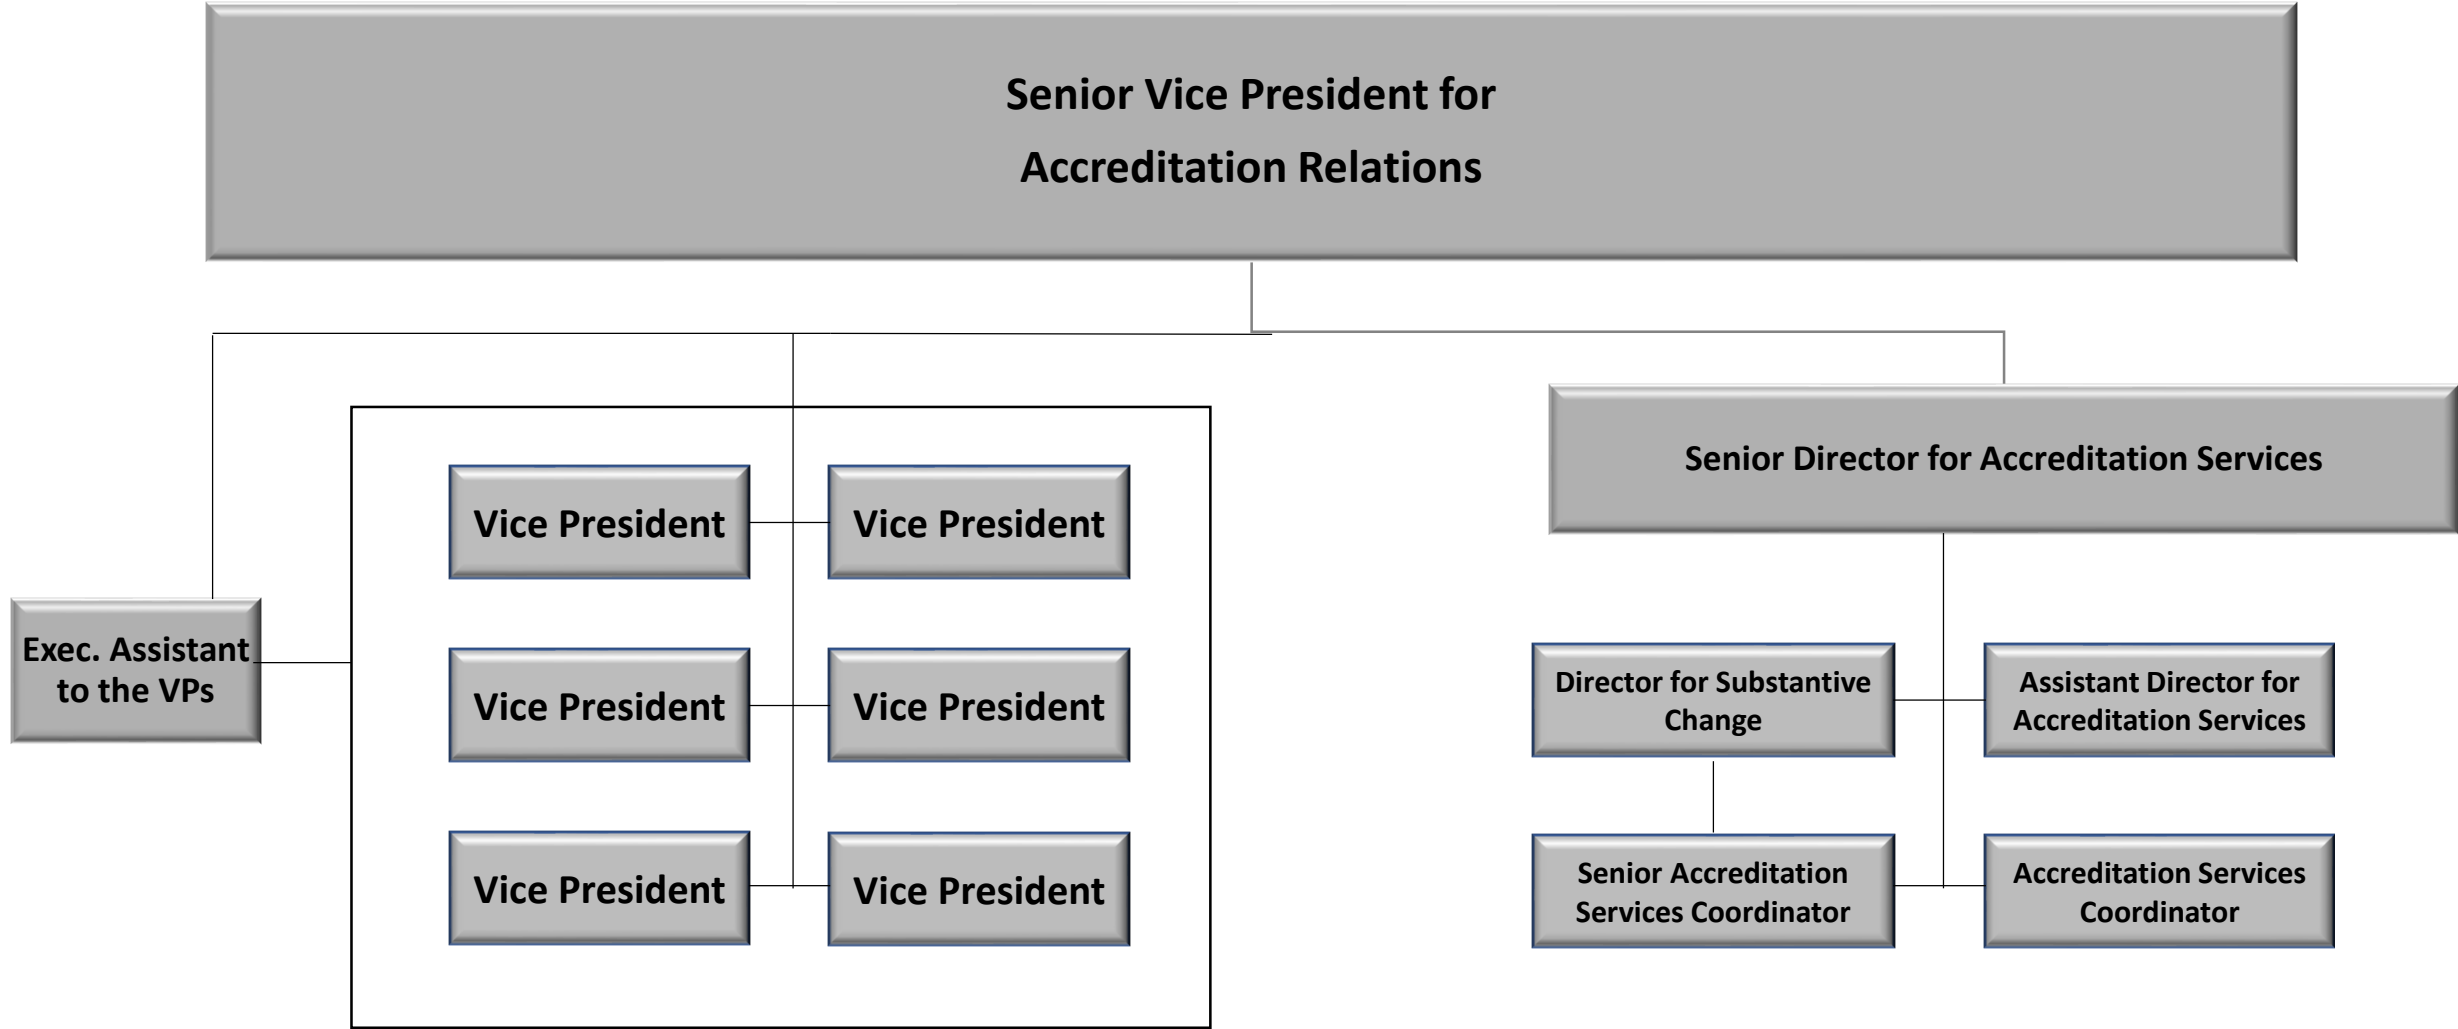 Senior Vice President for
Accreditation Relations
Senior Director for Accreditation Services
Vice President
Vice President
Exec. Assistant
to the VPs
Vice President
Vice President
Vice President
Vice President
Director for Substantive
Change
Assistant Director for
Accreditation Services
Senior Accreditation
Services Coordinator
Accreditation Services
Coordinator